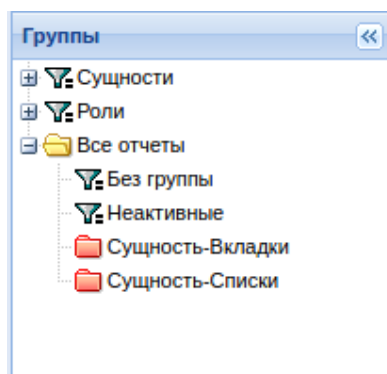 Группы
Сущности
Роли
Все отчеты
Без группы
Неактивные
Сущность-Вкладки
Сущность-Списки